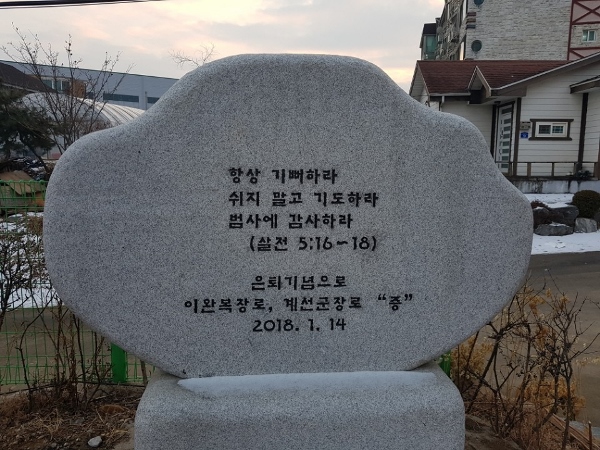 항상 기뻐하라
쉬지 말고 기도하라
범사에 감사하라
(살전 5:16~18)
은퇴기념으로
이완복장로, 계선군장로 “증”
2018. 1. 14